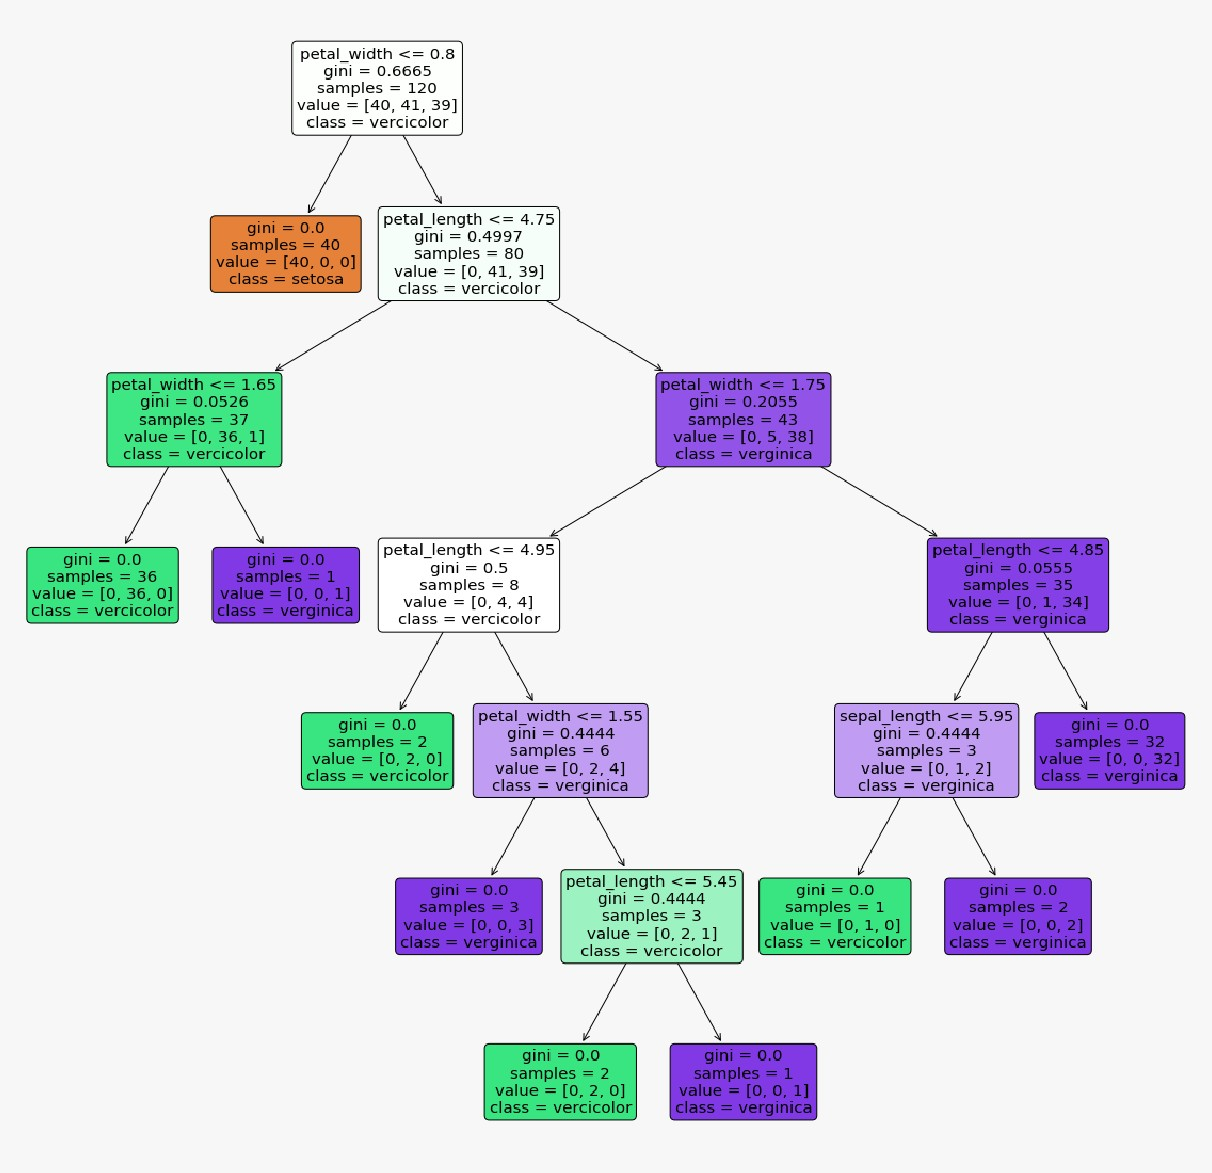 petal_width <= 0.8
gini = 0.6665
samples = 120
value = [40, 41, 39]
class = vercicolor
gini = 0.0
samples = 40
value = [40, 0, 0]
class = setosa
petal_length <= 4.75
gini = 0.4997
samples = 80
value = [0, 41, 39]
class = vercicolor
petal_width <= 1.65
gini = 0.0526
samples = 37
value = [0, 36, 1]
class = vercicolor
petal_width <= 1.75
gini = 0.2055
samples = 43
value = [0, 5, 38]
class = verginica
gini = 0.0
samples = 36
value = [0, 36, 0]
class = vercicolor
gini = 0.0
samples = 1
value = [0, 0, 1]
class = verginica
petal_length <= 4.95
gini = 0.5
samples = 8
value = [0, 4, 4]
class = vercicolor
petal_length <= 4.85
gini = 0.0555
samples = 35
value = [0, 1, 34]
class = verginica
gini = 0.0
samples = 2
value = [0, 2, 0]
class = vercicolor
petal_width <= 1.55
gini = 0.4444
samples = 6
value = [0, 2, 4]
class = verginica
sepal_length <= 5.95
gini = 0.4444
samples = 3
value = [0, 1, 2]
class = verginica
gini = 0.0
samples = 32
value = [0, 0, 32]
class = verginica
gini = 0.0
samples = 3
value = [0, 0, 3]
class = verginica
petal_length <= 5.45
gini = 0.4444
samples = 3
value = [0, 2, 1]
class = vercicolor
gini = 0.0
samples = 1
value = [0, 1, 0]
class = vercicolor
gini = 0.0
samples = 2
value = [0, 0, 2]
class = verginica
gini = 0.0
samples = 2
value = [0, 2, 0]
class = vercicolor
gini = 0.0
samples = 1
value = [0, 0, 1]
class = verginica